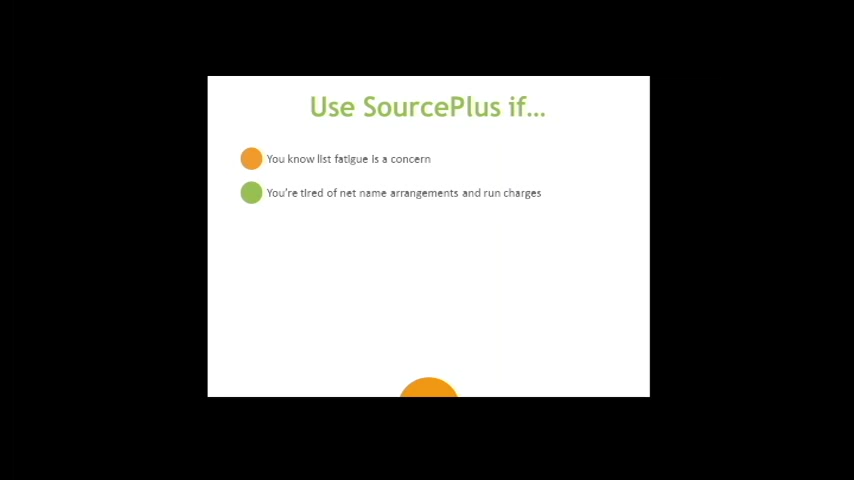 Use SourcePlus if...
You know list fatigue is a concern
You're tired of net name arrangements and run charges